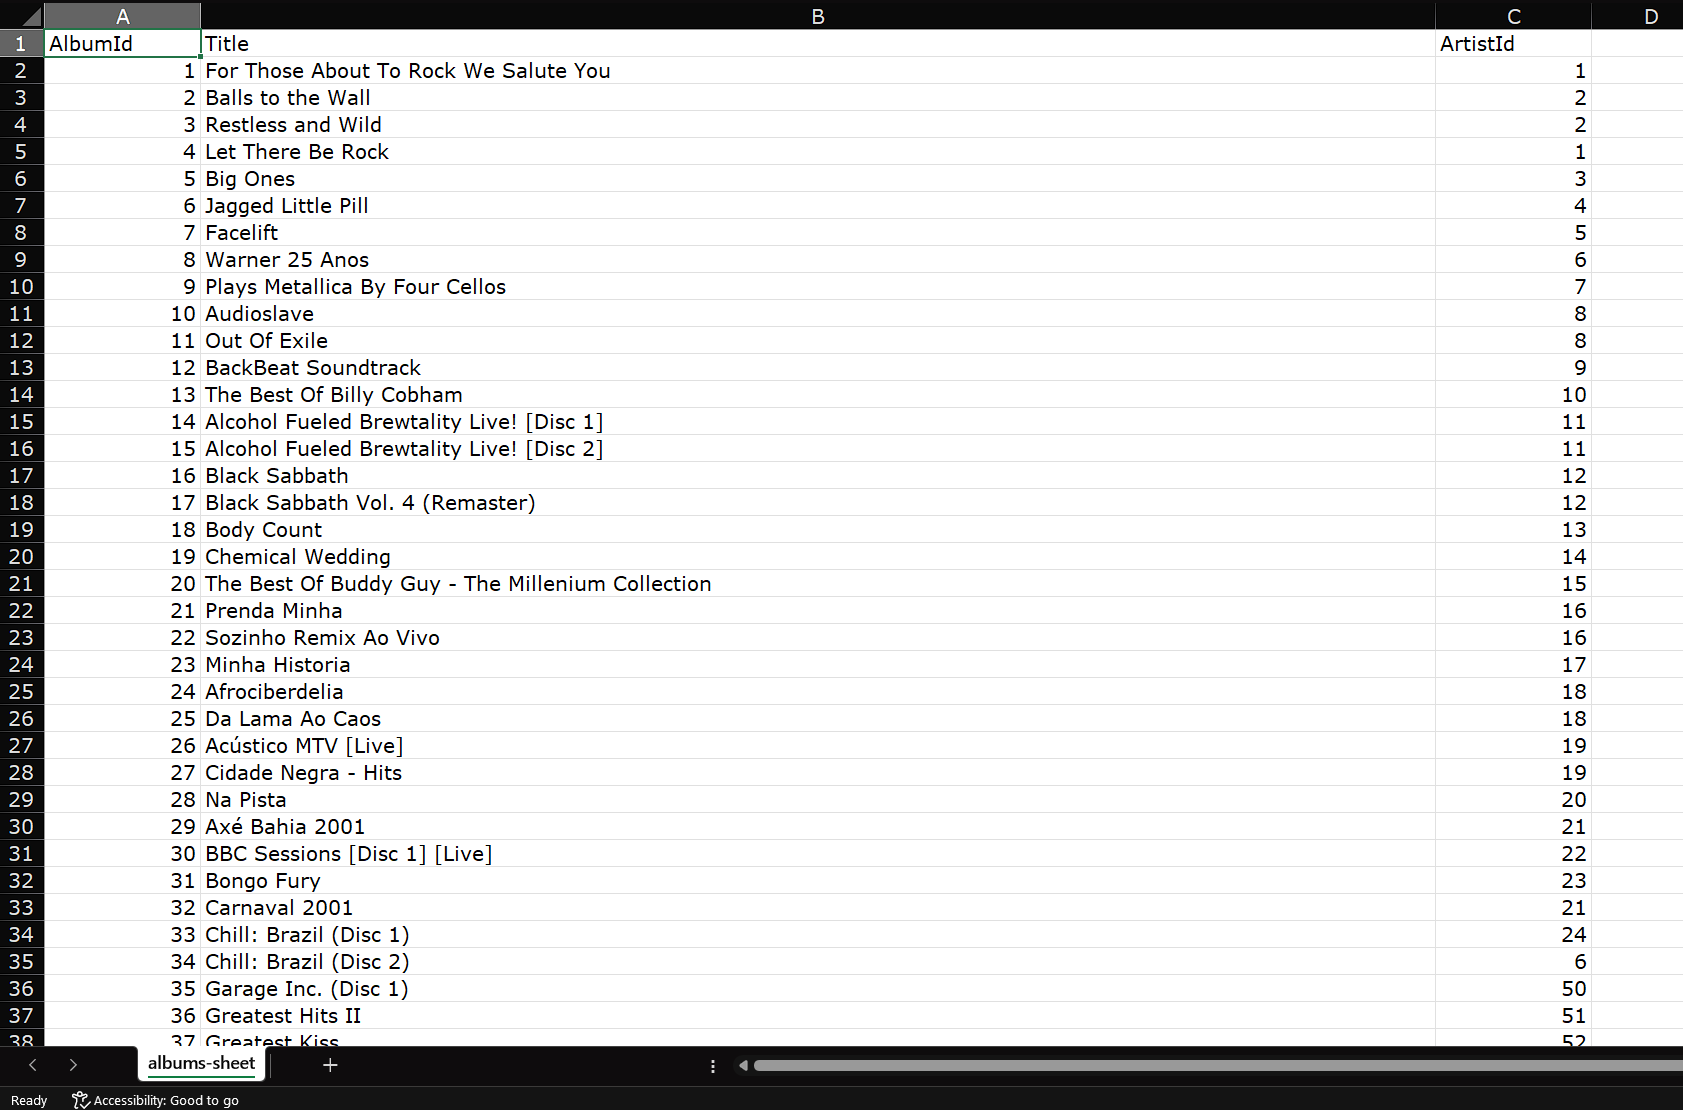 A B C D
1 AlbumId Title ArtistId
2 1 For Those About To Rock We Salute You 1
3 2 Balls to the Wall 2
4 3 Restless and Wild 2
5 4 Let There Be Rock 1
6 5 Big Ones 3
7 6 Jagged Little Pill 4
8 7 Facelift 5
9 8 Warner 25 Anos 6
10 9 Plays Metallica By Four Cellos 7
11 10 Audioslave 8
12 11 Out Of Exile 8
13 12 BackBeat Soundtrack 9
14 13 The Best Of Billy Cobham 10
15 14 Alcohol Fueled Brewtality Live! [Disc 1] 11
16 15 Alcohol Fueled Brewtality Live! [Disc 2] 11
17 16 Black Sabbath 12
18 17 Black Sabbath Vol. 4 (Remaster) 12
19 18 Body Count 13
20 19 Chemical Wedding 14
21 20 The Best Of Buddy Guy - The Millenium Collection 15
22 21 Prenda Minha 16
23 22 Sozinho Remix Ao Vivo 16
24 23 Minha Historia 17
25 24 Afrociberdelia 18
26 25 Da Lama Ao Caos 18
27 26 Acústico MTV [Live] 19
28 27 Cidade Negra - Hits 19
29 28 Na Pista 20
30 29 Axé Bahia 2001 21
31 30 BBC Sessions [Disc 1] [Live] 22
32 31 Bongo Fury 23
33 32 Carnaval 2001 21
34 33 Chill: Brazil (Disc 1) 24
35 34 Chill: Brazil (Disc 2) 6
36 35 Garage Inc. (Disc 1) 50
37 36 Greatest Hits II 51
38 37 Greatest Kiss 52
albums-sheet
Ready Accessibility: Good to go